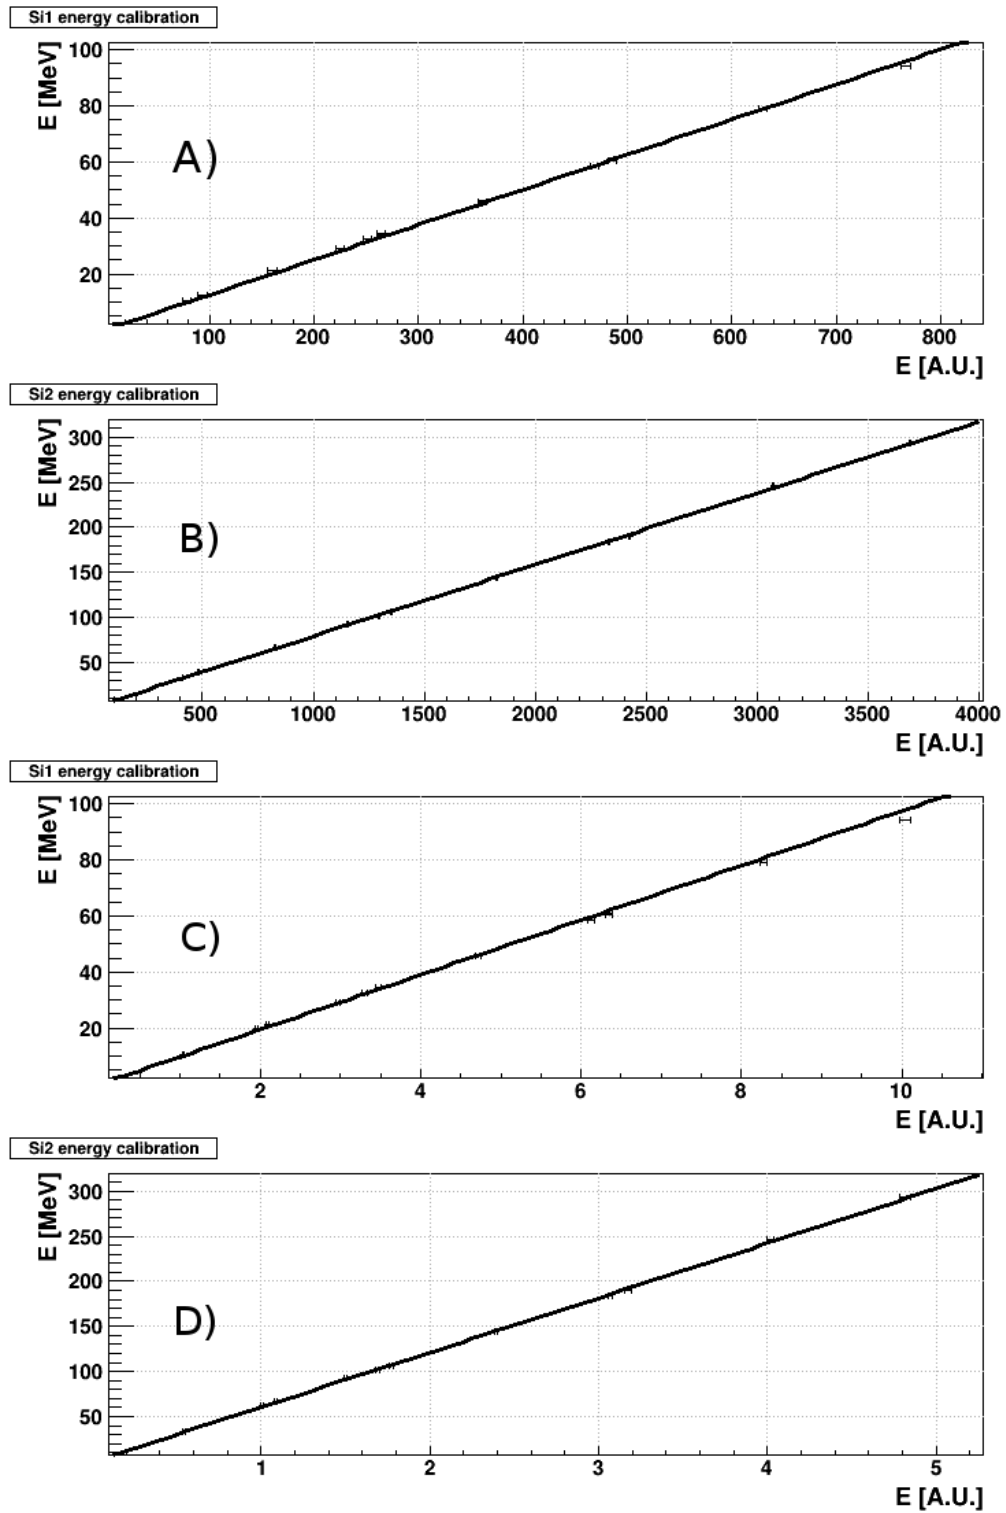 Si1 energy calibration
E [MeV]
100
80
60
40
20
A)
100 200 300 400 500 600 700 800
E [A.U.]
Si2 energy calibration
E [MeV]
300
250
200
150
100
50
B)
500 1000 1500 2000 2500 3000 3500 4000
E [A.U.]
Si1 energy calibration
E [MeV]
100
80
60
40
20
C)
2 4 6 8 10
E [A.U.]
Si2 energy calibration
E [MeV]
300
250
200
150
100
50
D)
1 2 3 4 5
E [A.U.]